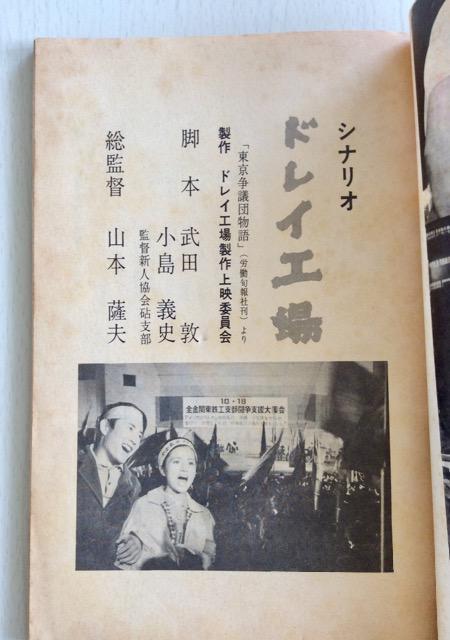 シナリオ
ドレイ工場
「東京争議団物語」(労働旬報社刊)より
製作 ドレイ工場製作上映委員会
脚本 武田 敦
小島 義史
監督新人協会砧支部
総監督 山本 薩夫
10・18
全金関東鉄工支部闘争支援大集会